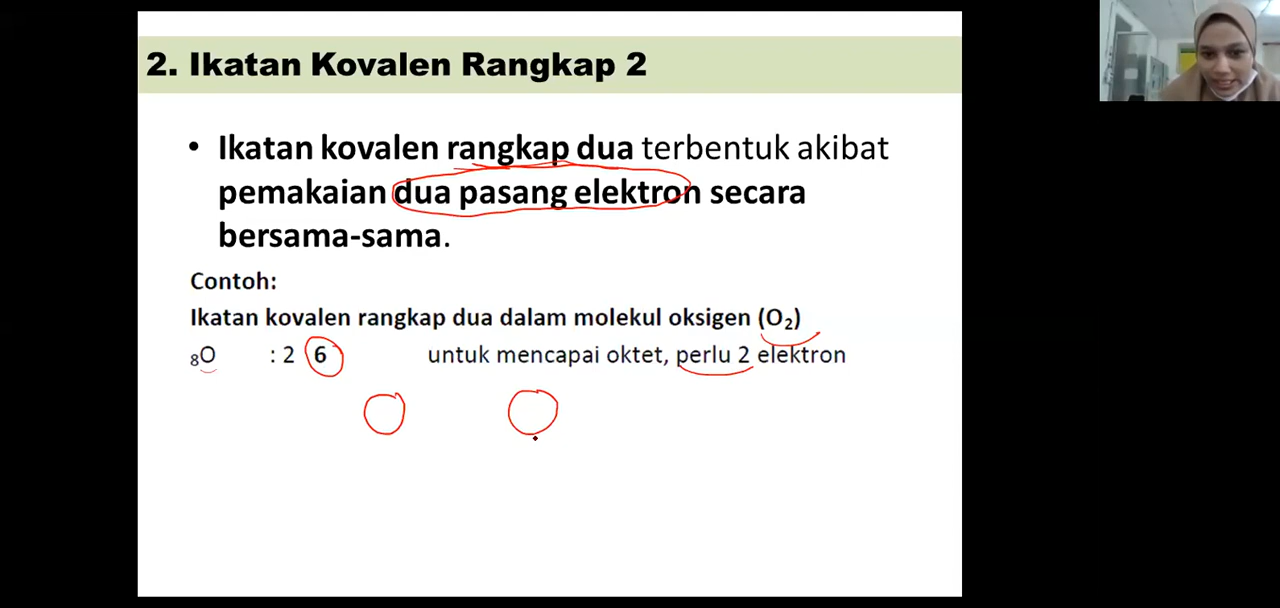 2. Ikatan Kovalen Rangkap 2
• Ikatan kovalen rangkap dua terbentuk akibat
pemakaian dua pasang elektron secara
bersama-sama.
Contoh:
Ikatan kovalen rangkap dua dalam molekul oksigen (O₂)
₈O : 2 6 untuk mencapai oktet, perlu 2 elektron